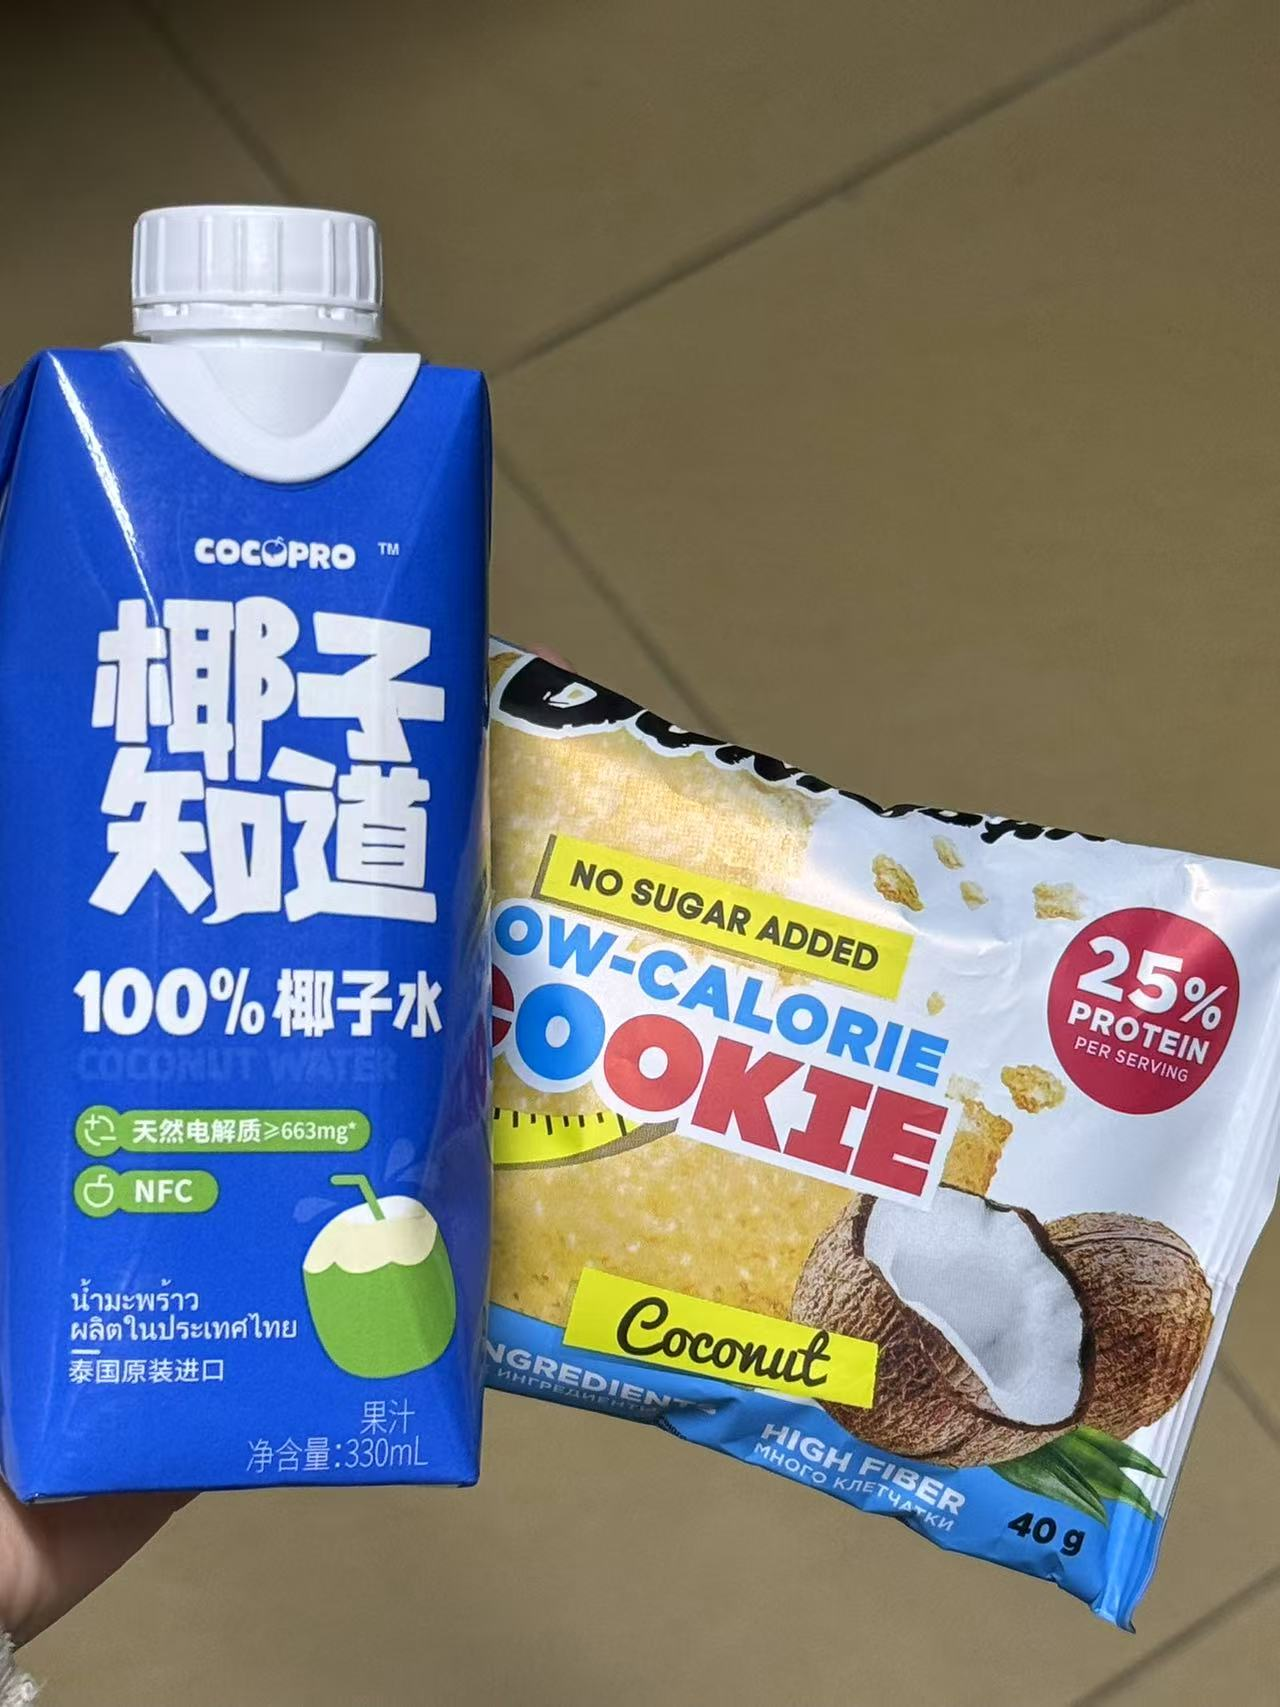 COCOPRO ™
椰子
知道
100%椰子水
COCONUT WATER
天然电解质≥663mg*
NFC
น้ำมะพร้าว
ผลิตในประเทศไทย
泰国原装进口
果汁
净含量:330mL
NO SUGAR ADDED
OW-CALORIE
COOKIE
25%
PROTEIN
PER SERVING
Coconut
NGREDIENTS
ИНГРЕДИЕНТЫ
HIGH FIBER
МНОГО КЛЕТЧАТКИ
40 g